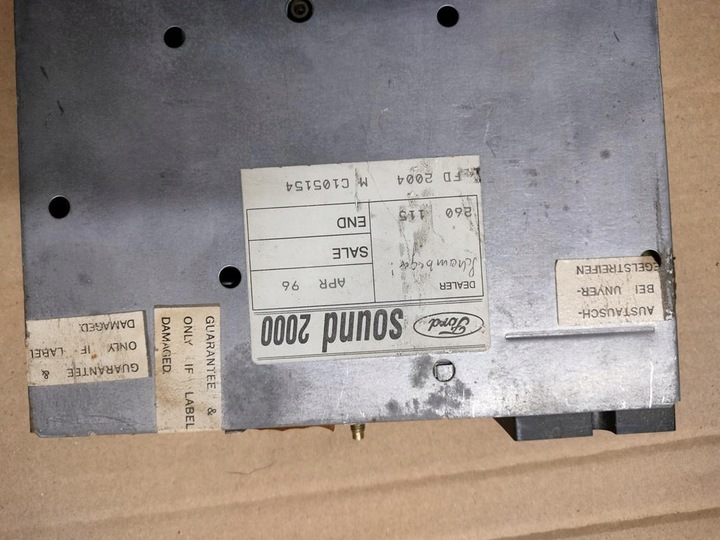 Ford sound 2000
DEALER APR 96
SALE
END
260 115
FD 2004 M C105154
AUSTAUSCH-
BEI UNVER-
EGELSTREIFEN
GUARANTEE &
ONLY IF LABEL
DAMAGED
GUARANTEE &
ONLY IF LABEL
DAMAGED.